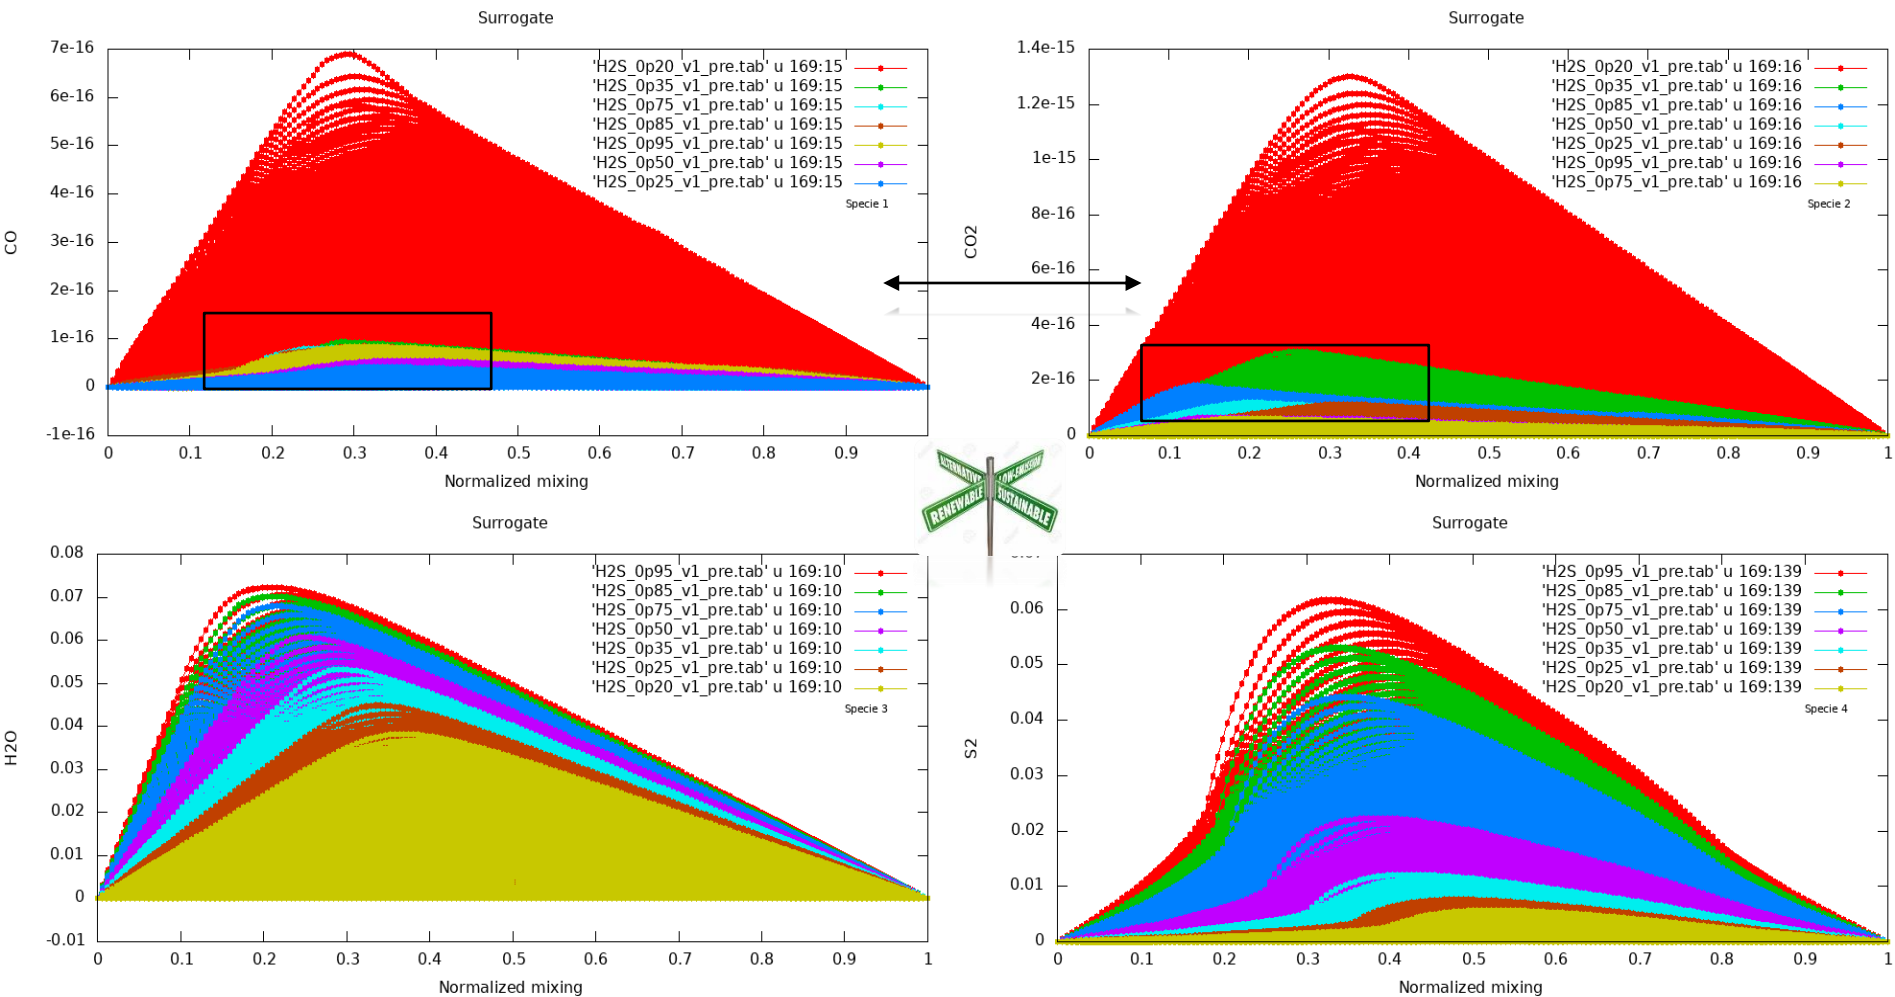 Surrogate
7e-16
6e-16
5e-16
4e-16
3e-16
2e-16
1e-16
0
-1e-16
CO
'H2S_0p20_v1_pre.tab' u 169:15
'H2S_0p35_v1_pre.tab' u 169:15
'H2S_0p75_v1_pre.tab' u 169:15
'H2S_0p85_v1_pre.tab' u 169:15
'H2S_0p95_v1_pre.tab' u 169:15
'H2S_0p50_v1_pre.tab' u 169:15
'H2S_0p25_v1_pre.tab' u 169:15
Specie 1
0 0.1 0.2 0.3 0.4 0.5 0.6 0.7 0.8 0.9
Normalized mixing
Surrogate
1.4e-15
1.2e-15
1e-15
8e-16
6e-16
4e-16
2e-16
0
CO2
'H2S_0p20_v1_pre.tab' u 169:16
'H2S_0p35_v1_pre.tab' u 169:16
'H2S_0p85_v1_pre.tab' u 169:16
'H2S_0p50_v1_pre.tab' u 169:16
'H2S_0p25_v1_pre.tab' u 169:16
'H2S_0p95_v1_pre.tab' u 169:16
'H2S_0p75_v1_pre.tab' u 169:16
Specie 2
0 0.1 0.2 0.3 0.4 0.5 0.6 0.7 0.8 0.9 1
Normalized mixing
ALTERNATIVE
LOW-EMISSION
RENEWABLE
SUSTAINABLE
Surrogate
0.08
0.07
0.06
0.05
0.04
0.03
0.02
0.01
0
-0.01
H2O
'H2S_0p95_v1_pre.tab' u 169:10
'H2S_0p85_v1_pre.tab' u 169:10
'H2S_0p75_v1_pre.tab' u 169:10
'H2S_0p50_v1_pre.tab' u 169:10
'H2S_0p35_v1_pre.tab' u 169:10
'H2S_0p25_v1_pre.tab' u 169:10
'H2S_0p20_v1_pre.tab' u 169:10
Specie 3
0 0.1 0.2 0.3 0.4 0.5 0.6 0.7 0.8 0.9 1
Normalized mixing
Surrogate
0.06
0.05
0.04
0.03
0.02
0.01
0
S2
'H2S_0p95_v1_pre.tab' u 169:139
'H2S_0p85_v1_pre.tab' u 169:139
'H2S_0p75_v1_pre.tab' u 169:139
'H2S_0p50_v1_pre.tab' u 169:139
'H2S_0p35_v1_pre.tab' u 169:139
'H2S_0p25_v1_pre.tab' u 169:139
'H2S_0p20_v1_pre.tab' u 169:139
Specie 4
0 0.1 0.2 0.3 0.4 0.5 0.6 0.7 0.8 0.9 1
Normalized mixing